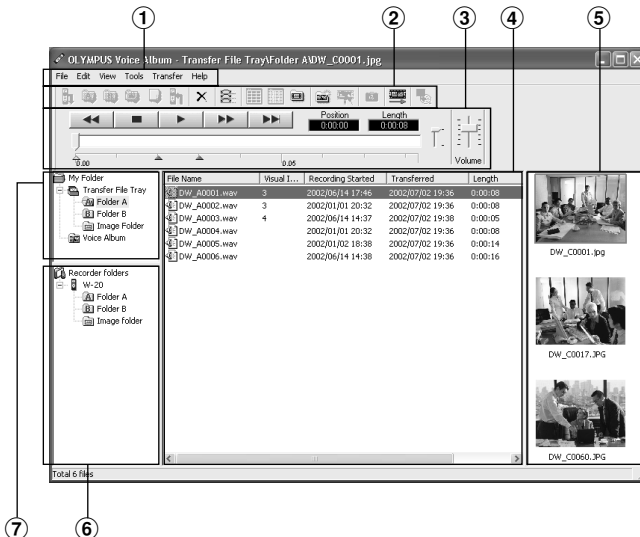 1 2 3 4 5
OLYMPUS Voice Album - Transfer File Tray\Folder A\DW_C0001.jpg
File Edit View Tools Transfer Help
Position Length
0:00:00 0:00:08
0.00 0.05
Volume
My Folder
Transfer File Tray
Folder A
Folder B
Image Folder
Voice Album
File Name Visual I... Recording Started Transferred Length
DW_A0001.wav 3 2002/06/14 17:46 2002/07/02 19:36 0:00:08
DW_A0002.wav 3 2002/01/01 20:32 2002/07/02 19:36 0:00:08
DW_A0003.wav 4 2002/06/14 14:37 2002/07/02 19:38 0:00:05
DW_A0004.wav 2002/01/01 20:32 2002/07/02 19:36 0:00:08
DW_A0005.wav 2002/01/02 18:38 2002/07/02 19:36 0:00:14
DW_A0006.wav 2002/06/14 14:38 2002/07/02 19:36 0:00:16
DW_C0001.jpg
DW_C0017.JPG
DW_C0060.JPG
Recorder folders
W-20
Folder A
Folder B
Image folder
Total 6 files
7 6